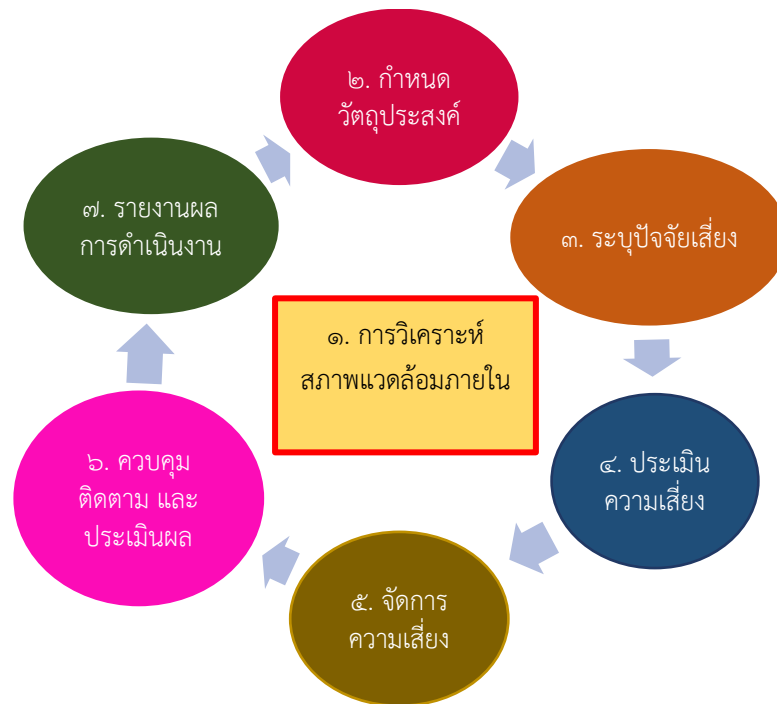 ๑. การวิเคราะห์
สภาพแวดล้อมภายใน
๒. กำหนด
วัตถุประสงค์
๓. ระบุปัจจัยเสี่ยง
๔. ประเมิน
ความเสี่ยง
๕. จัดการ
ความเสี่ยง
๖. ควบคุม
ติดตาม และ
ประเมินผล
๗. รายงานผล
การดำเนินงาน